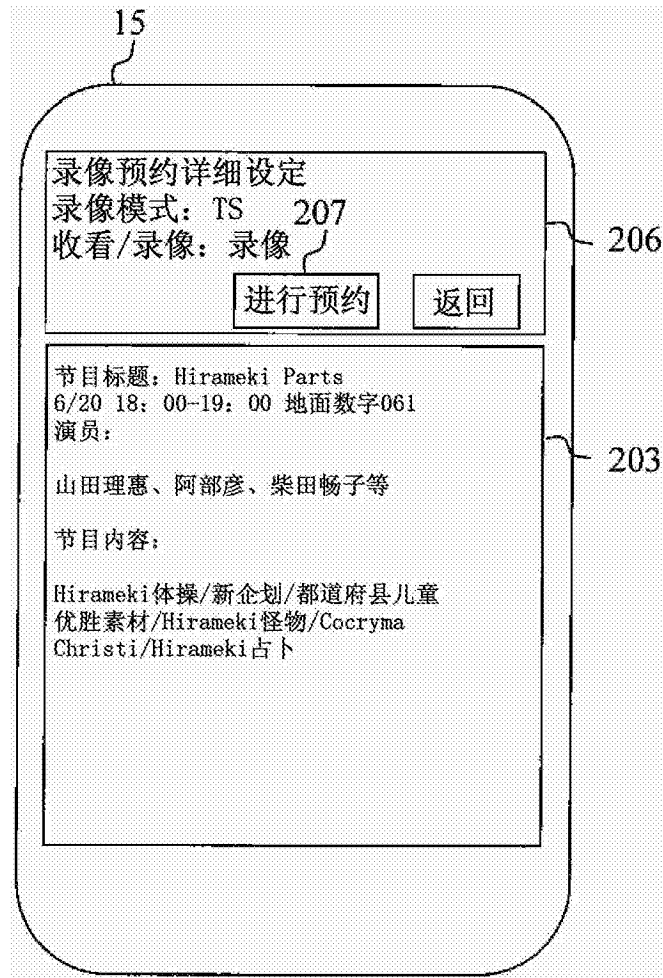 15
录像预约详细设定
录像模式：TS
207
收看/录像：录像
206
进行预约
返回
节目标题：Hirameki Parts
6/20 18：00-19：00 地面数字061
演员：
203
山田理惠、阿部彦、柴田畅子等
节目内容：
Hirameki体操/新企划/都道府县儿童
优胜素材/Hirameki怪物/Cocryma
Christi/Hirameki占卜